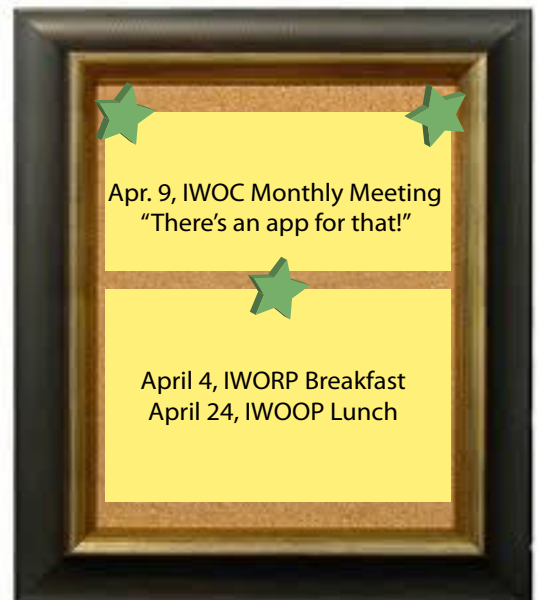 Apr. 9, IWOC Monthly Meeting
“There’s an app for that!”
April 4, IWORP Breakfast
April 24, IWOOP Lunch